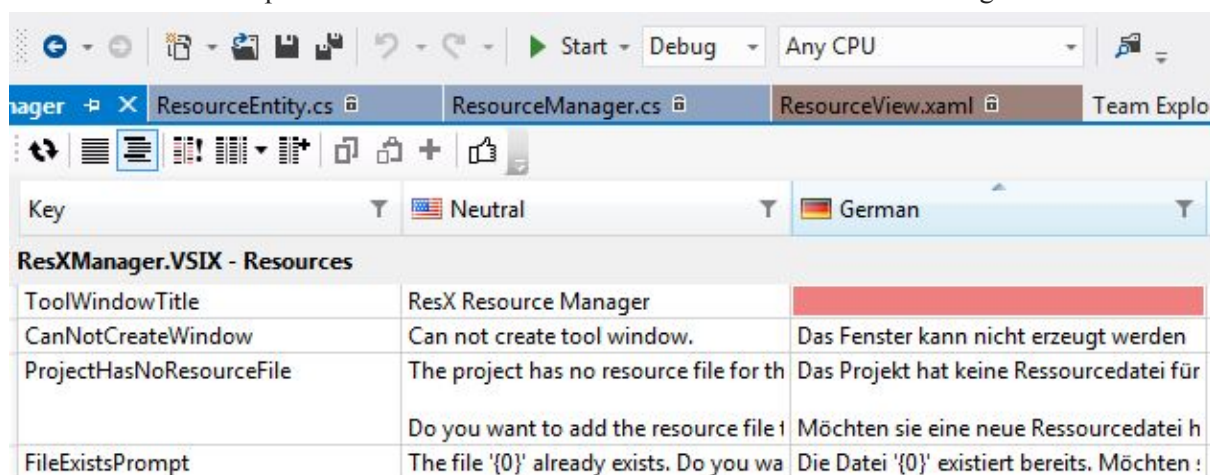 Start Debug Any CPU
nager ResourceEntity.cs ResourceManager.cs ResourceView.xaml Team Explo
Key Neutral German
ResXManager.VSIX - Resources
ToolWindowTitle ResX Resource Manager
CanNotCreateWindow Can not create tool window. Das Fenster kann nicht erzeugt werden
ProjectHasNoResourceFile The project has no resource file for th Das Projekt hat keine Ressourcedatei für
Do you want to add the resource file Möchten sie eine neue Ressourcedatei h
FileExistsPrompt The file '{0}' already exists. Do you wa Die Datei '{0}' existiert bereits. Möchten